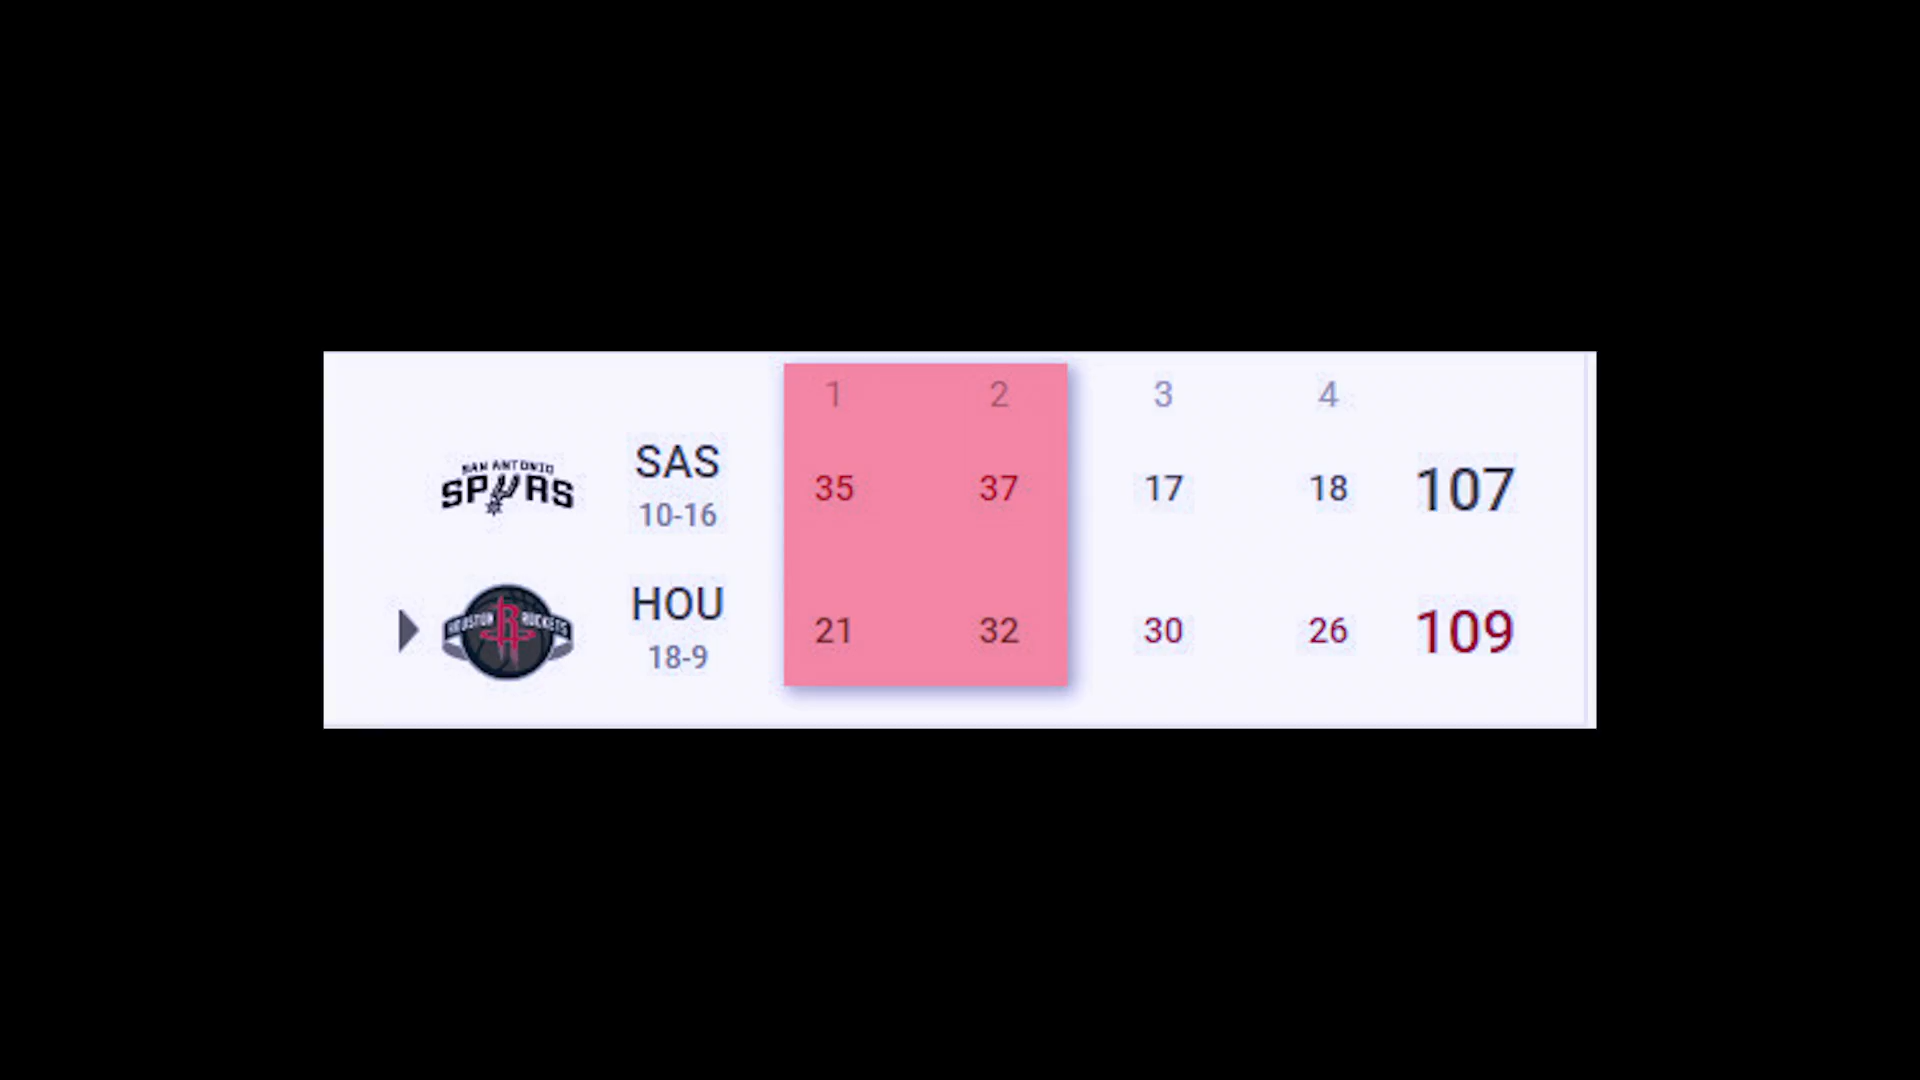 1 2 3 4
SAN ANTONIO
SPURS
SAS
10-16
35 37 17 18 107
HOUSTON R ROCKETS
HOU
18-9
21 32 30 26 109